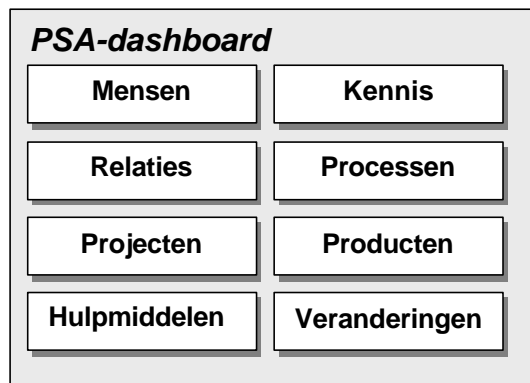 PSA-dashboard
Mensen
Kennis
Relaties
Processen
Projecten
Producten
Hulpmiddelen
Veranderingen